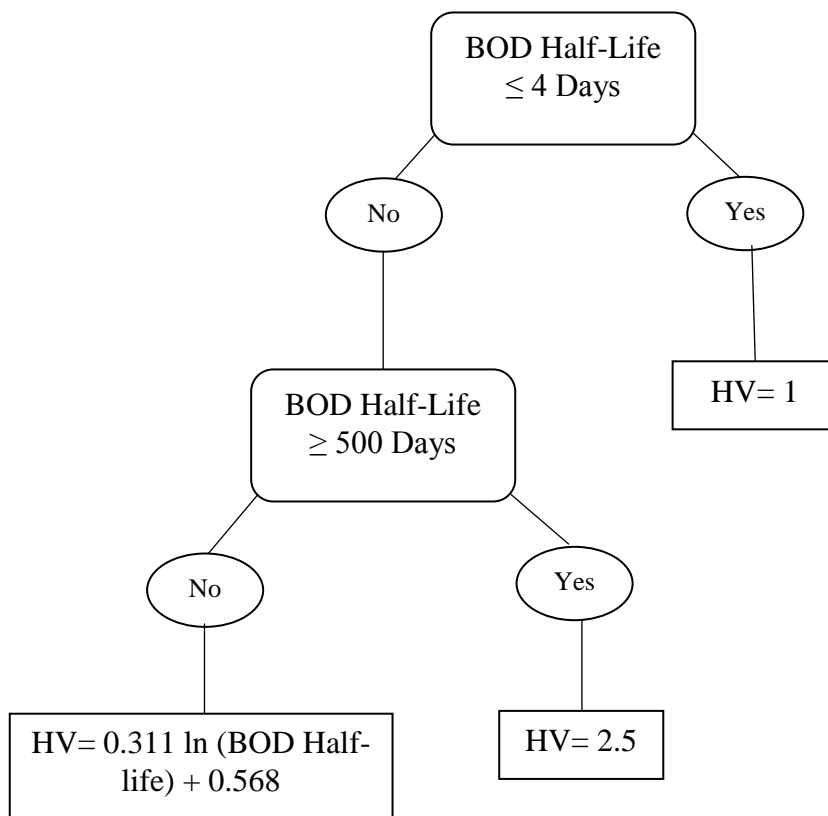 BOD Half-Life
≤ 4 Days
No
Yes
HV= 1
BOD Half-Life
≥ 500 Days
No
Yes
HV= 0.311 ln (BOD Half-
life) + 0.568
HV= 2.5